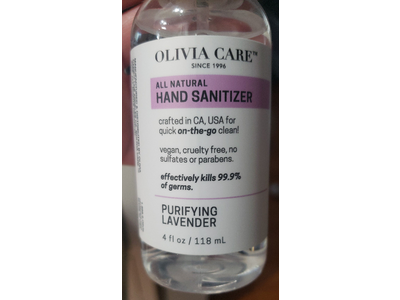 OLIVIA CARE™
SINCE 1996
ALL NATURAL
HAND SANITIZER
crafted in CA, USA for
quick on-the-go clean!
vegan, cruelty free, no
sulfates or parabens.
effectively kills 99.9%
of germs.
PURIFYING
LAVENDER
4 fl oz / 118 mL